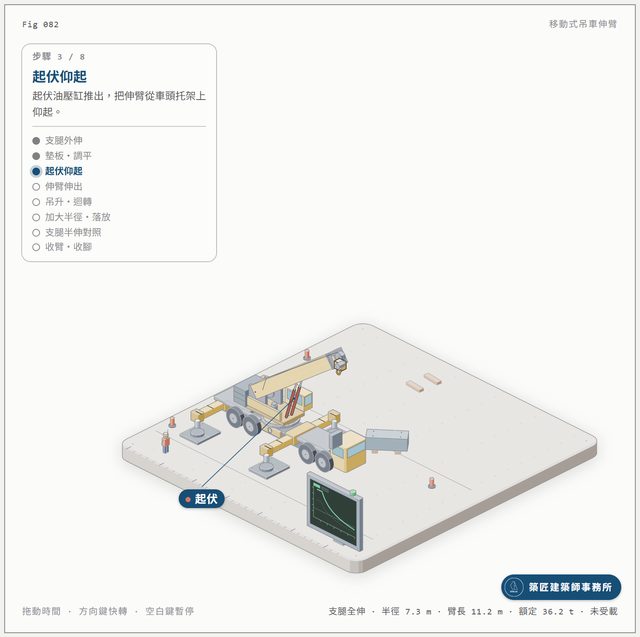 Fig 082
移動式吊車伸臂
步驟 3 / 8
起伏仰起
起伏油壓缸推出，把伸臂從車頭托架上
仰起。
支腿外伸
墊板・調平
起伏仰起
伸臂伸出
吊升・迴轉
加大半徑・落放
支腿半伸對照
收臂・收腳
起伏
築匠建築師事務所
拖動時間 · 方向鍵快轉 · 空白鍵暫停
支腿全伸 · 半徑 7.3 m · 臂長 11.2 m · 額定 36.2 t · 未受載